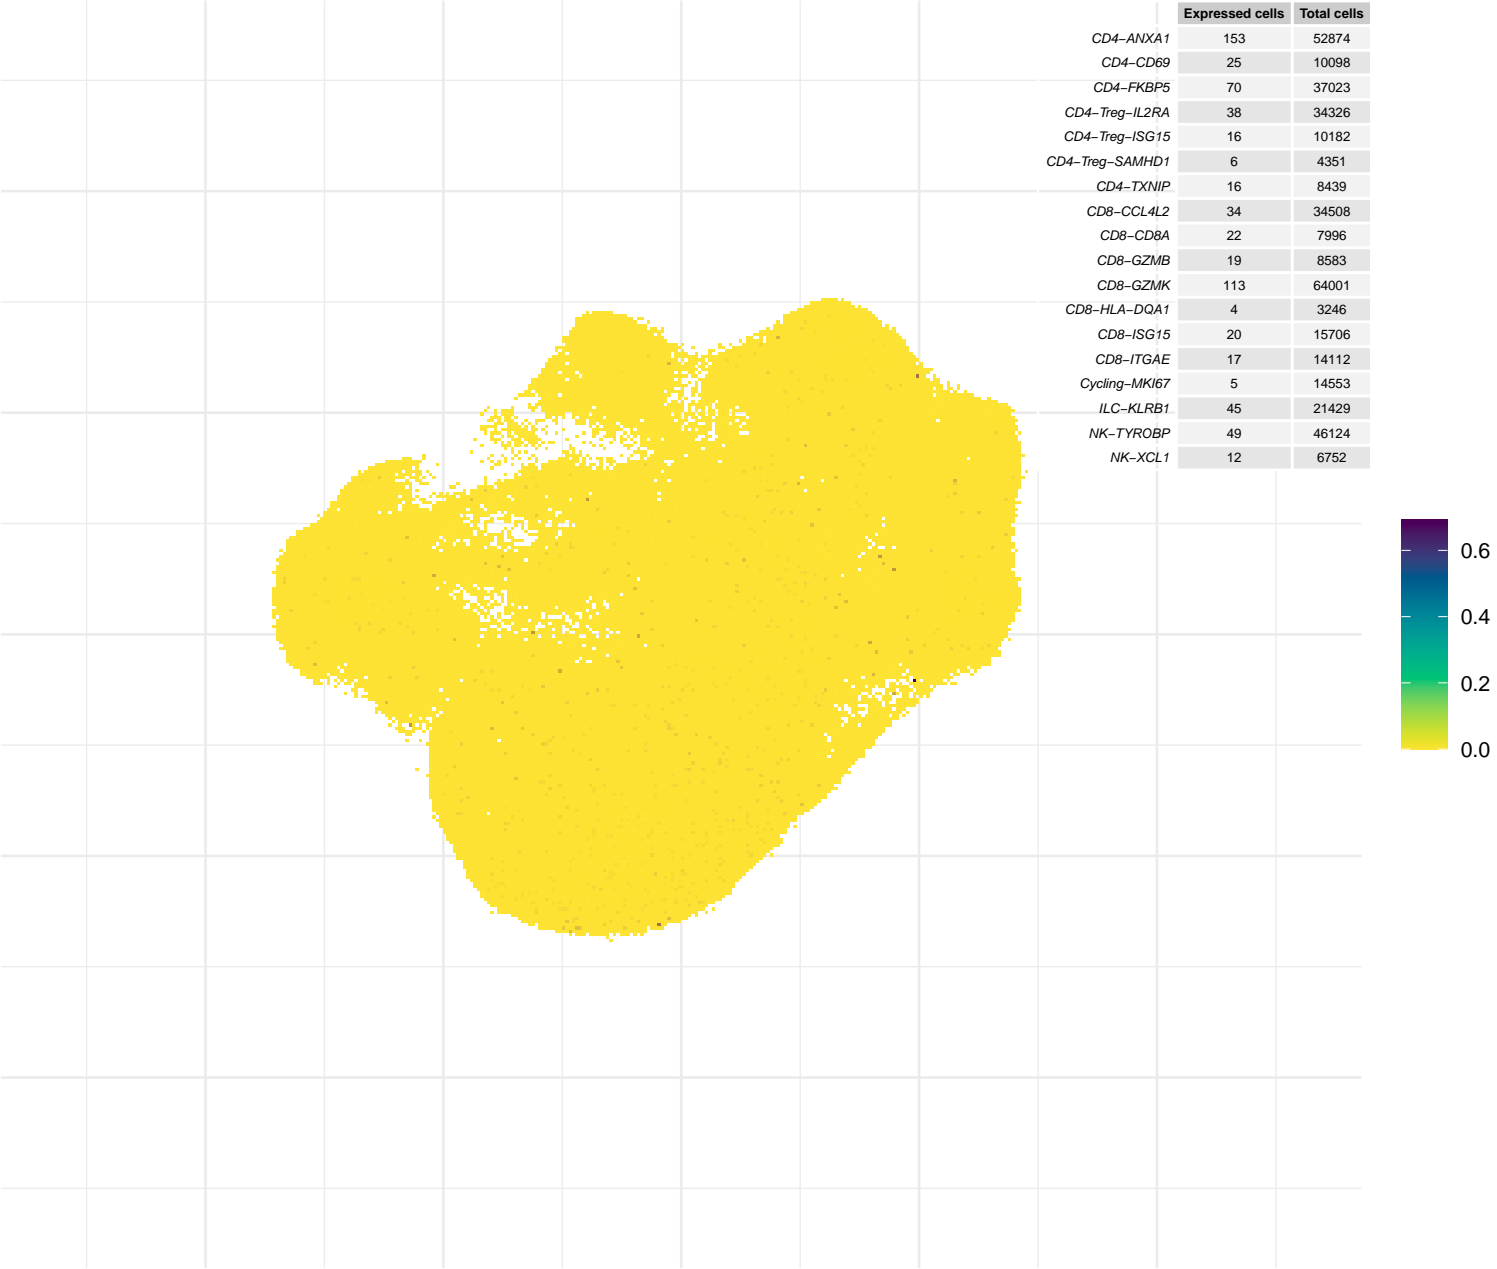 Expressed cells Total cells
CD4−ANXA1 153 52874
CD4−CD69 25 10098
CD4−FKBP5 70 37023
CD4−Treg−IL2RA 38 34326
CD4−Treg−ISG15 16 10182
CD4−Treg−SAMHD1 6 4351
CD4−TXNIP 16 8439
CD8−CCL4L2 34 34508
CD8−CD8A 22 7996
CD8−GZMB 19 8583
CD8−GZMK 113 64001
CD8−HLA−DQA1 4 3246
CD8−ISG15 20 15706
CD8−ITGAE 17 14112
Cycling−MKI67 5 14553
ILC−KLRB1 45 21429
NK−TYROBP 49 46124
NK−XCL1 12 6752
0.6
0.4
0.2
0.0